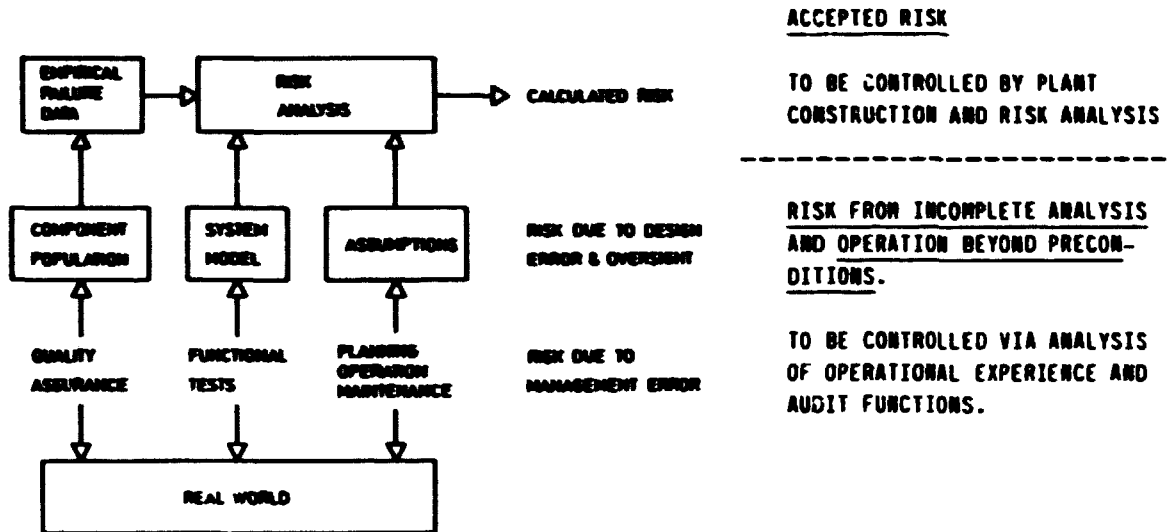 EMPIRICAL
FAILURE
DATA
RISK
ANALYSIS
CALCULATED RISK
COMPONENT
POPULATION
SYSTEM
MODEL
ASSUMPTIONS
RISK DUE TO DESIGN
ERROR & OVERSIGHT
QUALITY
ASSURANCE
FUNCTIONAL
TESTS
PLANNING
OPERATION
MAINTENANCE
RISK DUE TO
MANAGEMENT ERROR
REAL WORLD
ACCEPTED RISK
TO BE CONTROLLED BY PLANT
CONSTRUCTION AND RISK ANALYSIS
RISK FROM INCOMPLETE ANALYSIS
AND OPERATION BEYOND PRECON-
DITIONS.
TO BE CONTROLLED VIA ANALYSIS
OF OPERATIONAL EXPERIENCE AND
AUDIT FUNCTIONS.